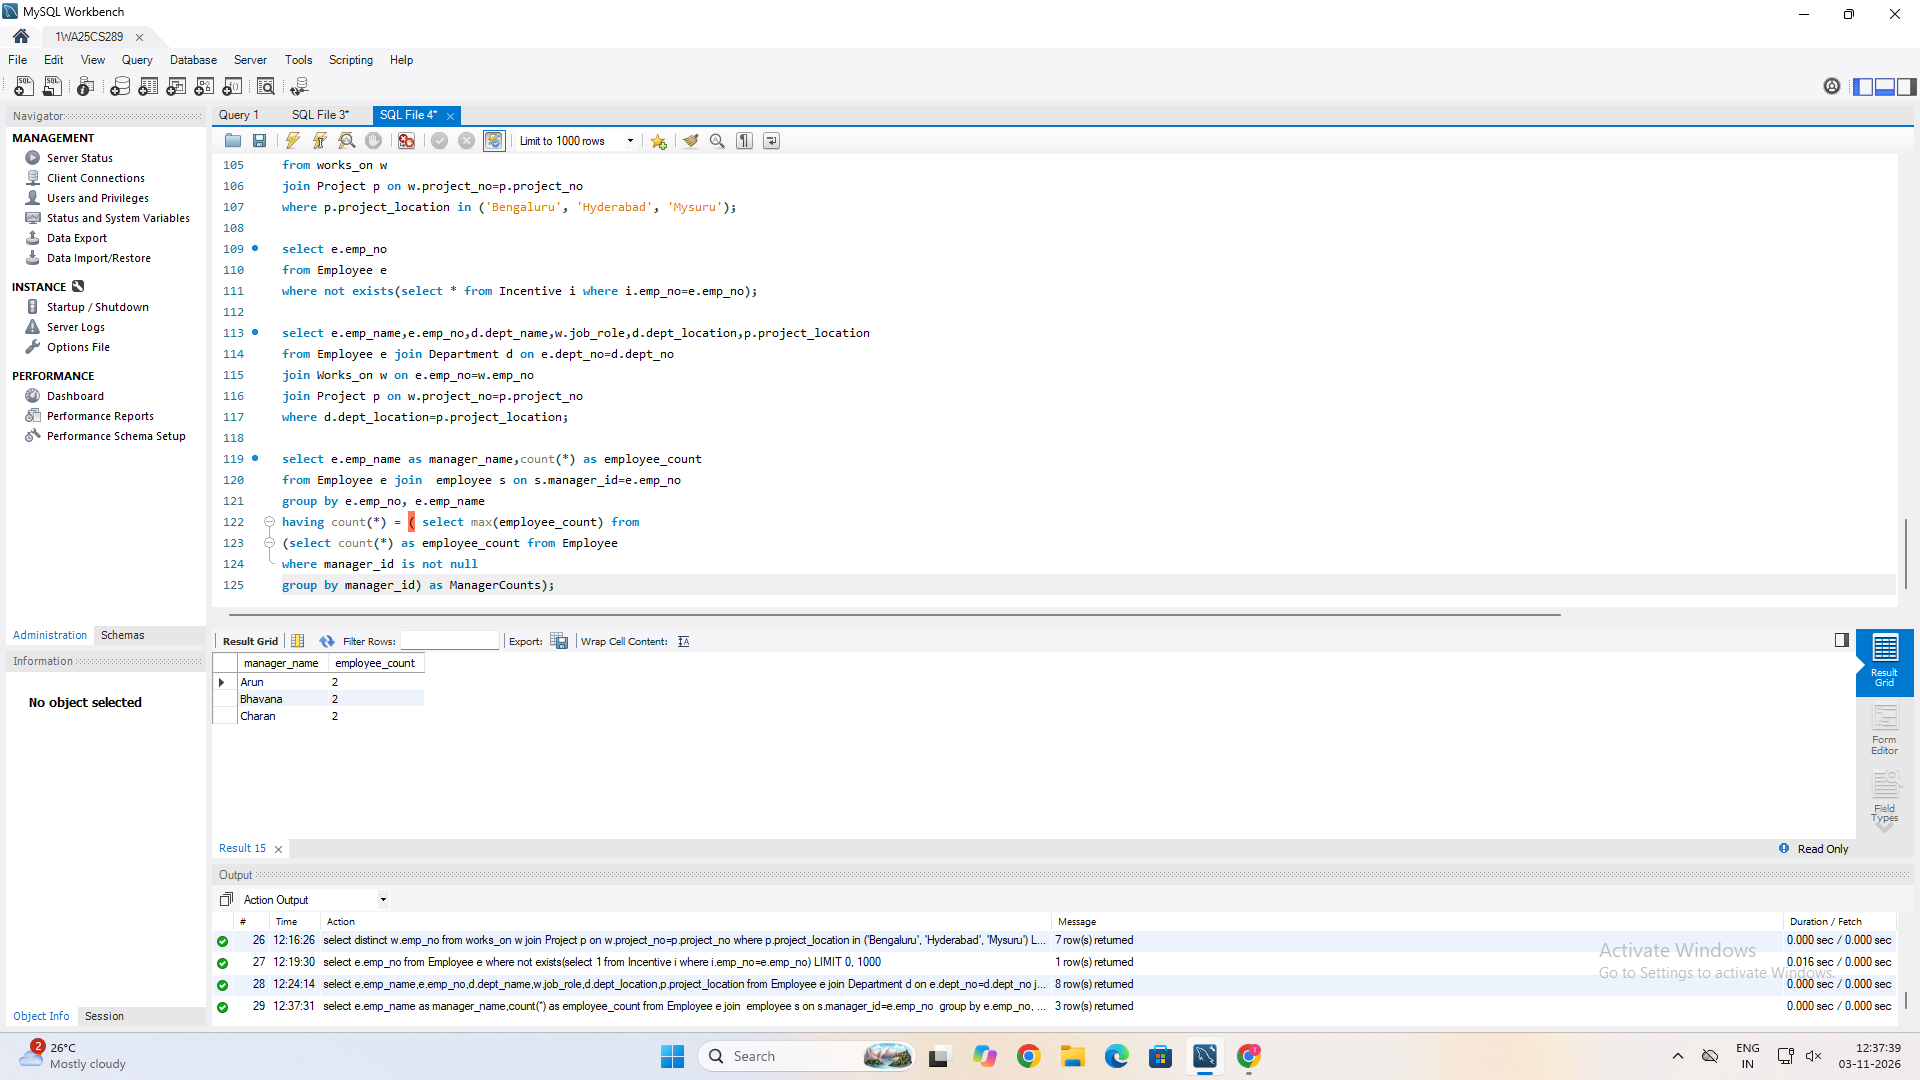 MySQL Workbench
1WA25CS289
File Edit View Query Database Server Tools Scripting Help
Navigator
MANAGEMENT
Server Status
Client Connections
Users and Privileges
Status and System Variables
Data Export
Data Import/Restore
INSTANCE
Startup / Shutdown
Server Logs
Options File
PERFORMANCE
Dashboard
Performance Reports
Performance Schema Setup
Administration Schemas
Information
No object selected
Object Info Session
Query 1 SQL File 3* SQL File 4*
Limit to 1000 rows
105 from works_on w
106 join Project p on w.project_no=p.project_no
107 where p.project_location in ('Bengaluru', 'Hyderabad', 'Mysuru');
108
109 select e.emp_no
110 from Employee e
111 where not exists(select * from Incentive i where i.emp_no=e.emp_no);
112
113 select e.emp_name,e.emp_no,d.dept_name,w.job_role,d.dept_location,p.project_location
114 from Employee e join Department d on e.dept_no=d.dept_no
115 join Works_on w on e.emp_no=w.emp_no
116 join Project p on w.project_no=p.project_no
117 where d.dept_location=p.project_location;
118
119 select e.emp_name as manager_name,count(*) as employee_count
120 from Employee e join  employee s on s.manager_id=e.emp_no
121 group by e.emp_no, e.emp_name
122 having count(*) = ( select max(employee_count) from
123 (select count(*) as employee_count from Employee
124 where manager_id is not null
125 group by manager_id) as ManagerCounts);
Result Grid Filter Rows: Export: Wrap Cell Content:
manager_name employee_count
Arun 2
Bhavana 2
Charan 2
Result Grid
Form Editor
Field Types
Result 15
Read Only
Output
Action Output
# Time Action Message Duration / Fetch
26 12:16:26 select distinct w.emp_no from works_on w join Project p on w.project_no=p.project_no where p.project_location in ('Bengaluru', 'Hyderabad', 'Mysuru') L... 7 row(s) returned 0.000 sec / 0.000 sec
27 12:19:30 select e.emp_no from Employee e where not exists(select 1 from Incentive i where i.emp_no=e.emp_no) LIMIT 0, 1000 1 row(s) returned 0.016 sec / 0.000 sec
28 12:24:14 select e.emp_name,e.emp_no,d.dept_name,w.job_role,d.dept_location,p.project_location from Employee e join Department d on e.dept_no=d.dept_no j... 8 row(s) returned 0.000 sec / 0.000 sec
29 12:37:31 select e.emp_name as manager_name,count(*) as employee_count from Employee e join  employee s on s.manager_id=e.emp_no  group by e.emp_no, ... 3 row(s) returned 0.000 sec / 0.000 sec
Activate Windows
Go to Settings to activate Windows.
2
26°C
Mostly cloudy
Search
ENG
IN
12:37:39
03-11-2026